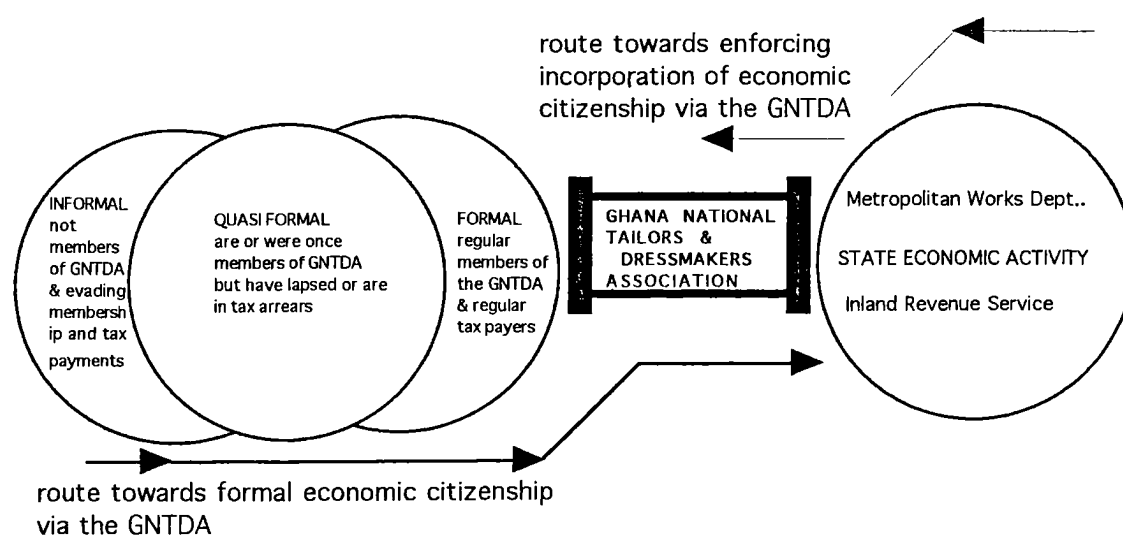 route towards enforcing
incorporation of economic
citizenship via the GNTDA
INFORMAL
not
members
of GNTDA
& evading
membersh
ip and tax
payments
QUASI FORMAL
are or were once
members of GNTDA
but have lapsed or are
in tax arrears
FORMAL
regular
members of
the GNTDA
& regular
tax payers
GHANA NATIONAL
TAILORS &
DRESSMAKERS
ASSOCIATION
Metropolitan Works Dept..
STATE ECONOMIC ACTIVITY
Inland Revenue Service
route towards formal economic citizenship
via the GNTDA